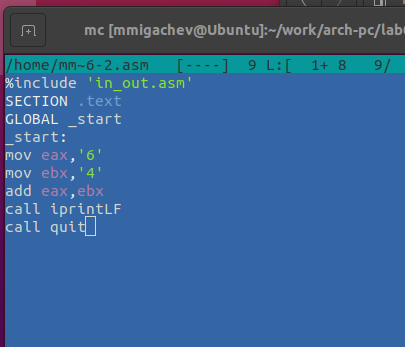 mc [mmigachev@Ubuntu]:~/work/arch-pc/lab
/home/mm~6-2.asm   [----]  9 L:[  1+ 8   9/
%include 'in_out.asm'
SECTION .text
GLOBAL _start
_start:
mov eax,'6'
mov ebx,'4'
add eax,ebx
call iprintLF
call quit